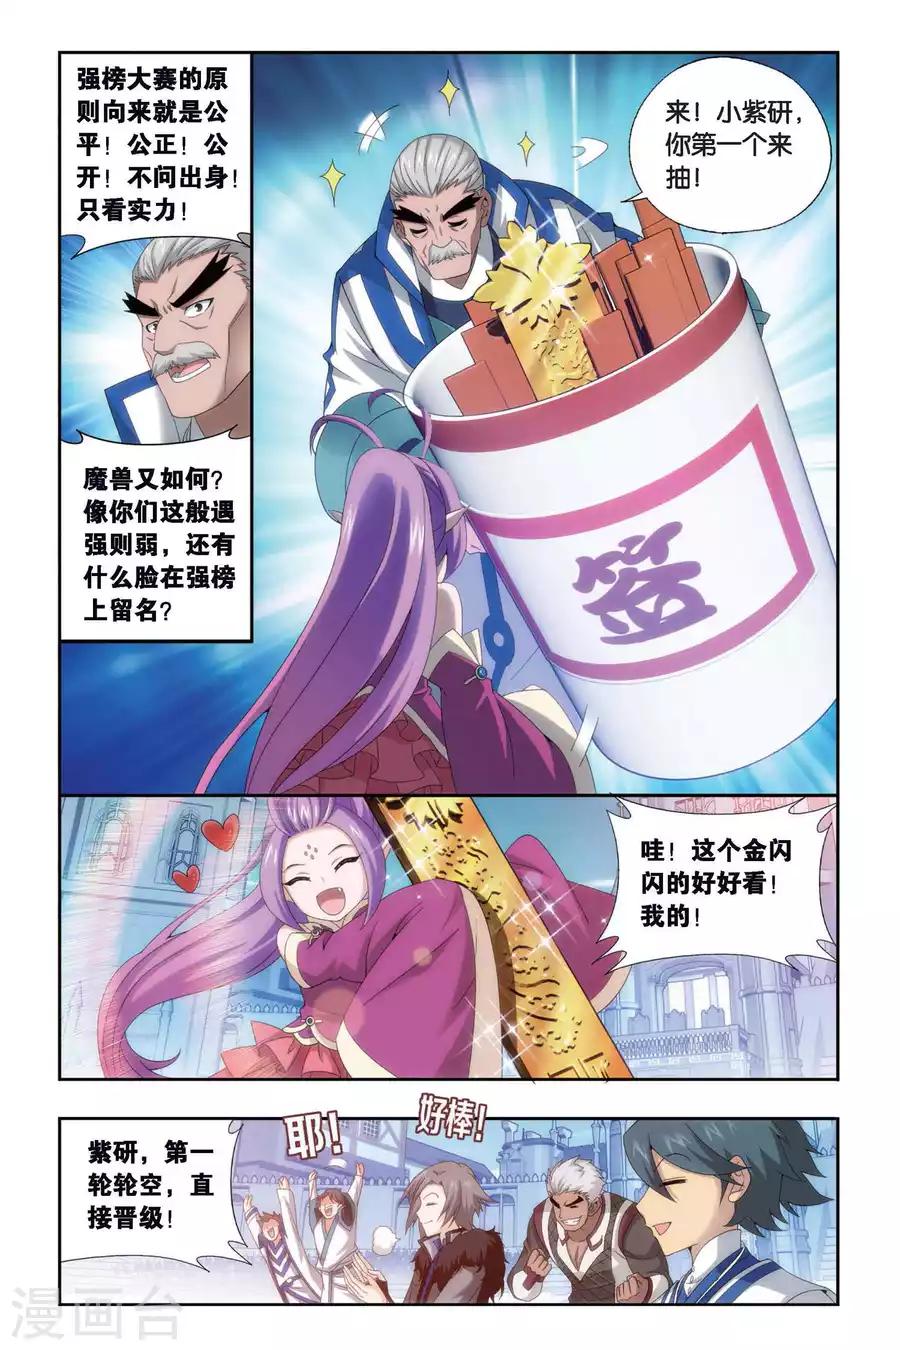 强榜大赛的原
则向来就是公
平！公正！公
开！不问出身！
只看实力！
魔兽又如何？
像你们这般遇
强则弱，还有
什么脸在强榜
上留名？
来！小紫研，
你第一个来
抽！
签
哇！这个金闪
闪的好好看！
我的！
紫研，第一
轮轮空，直
接晋级！
耶！
好棒！
漫画台